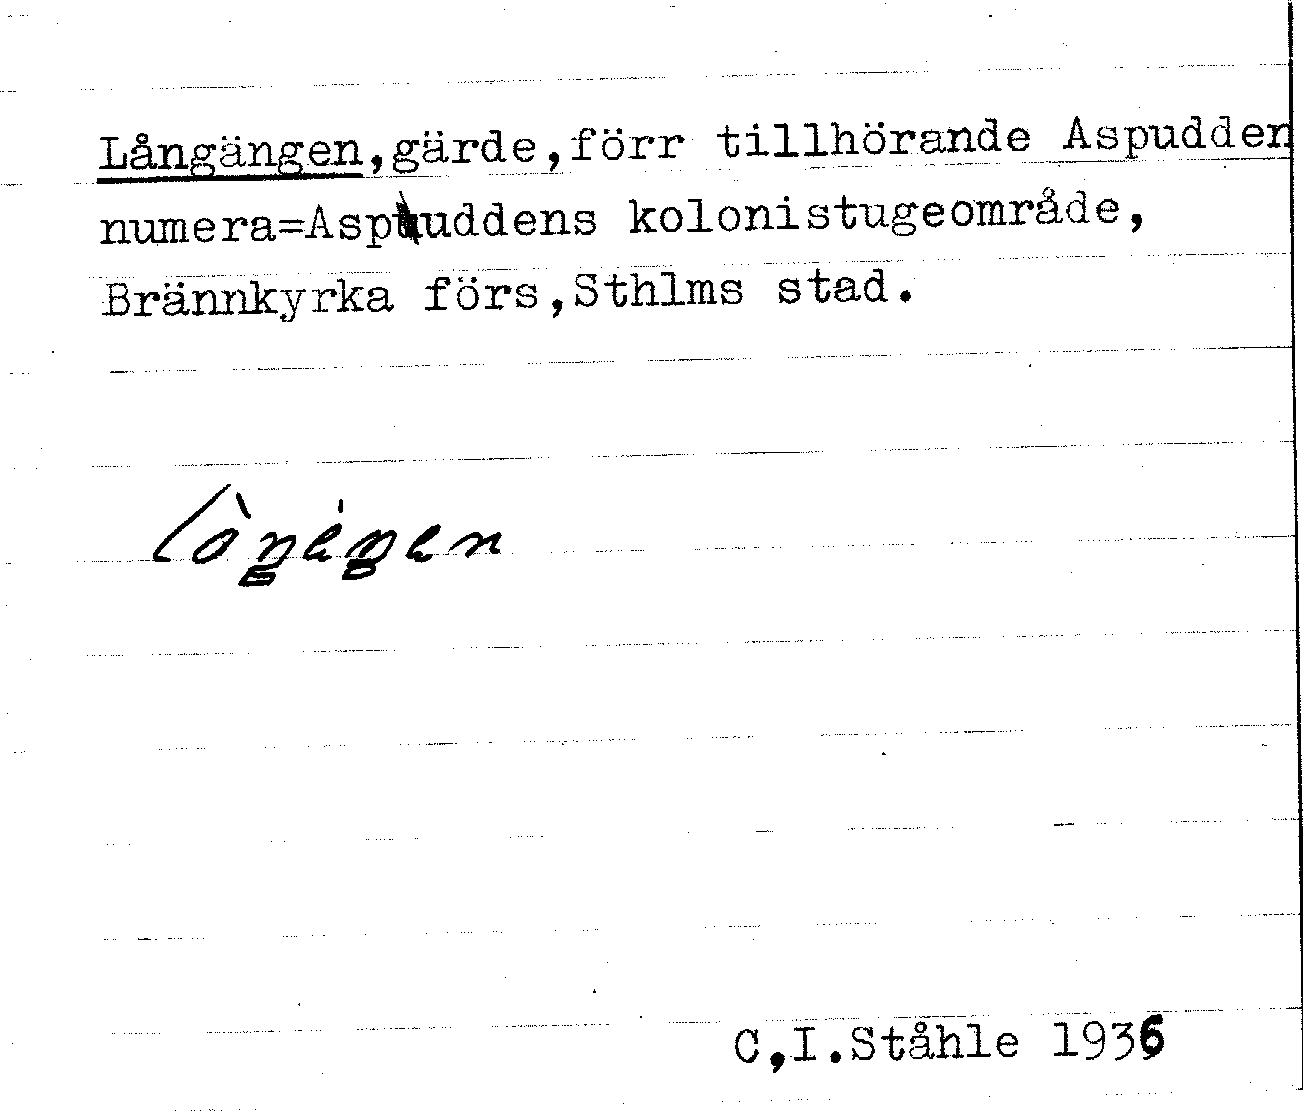 Långängen,gärde,förr tillhörande Aspudden
numera=Aspuddens kolonistugeområde,
Brännkyrka förs,Sthlms stad.
C,I.Ståhle 1936